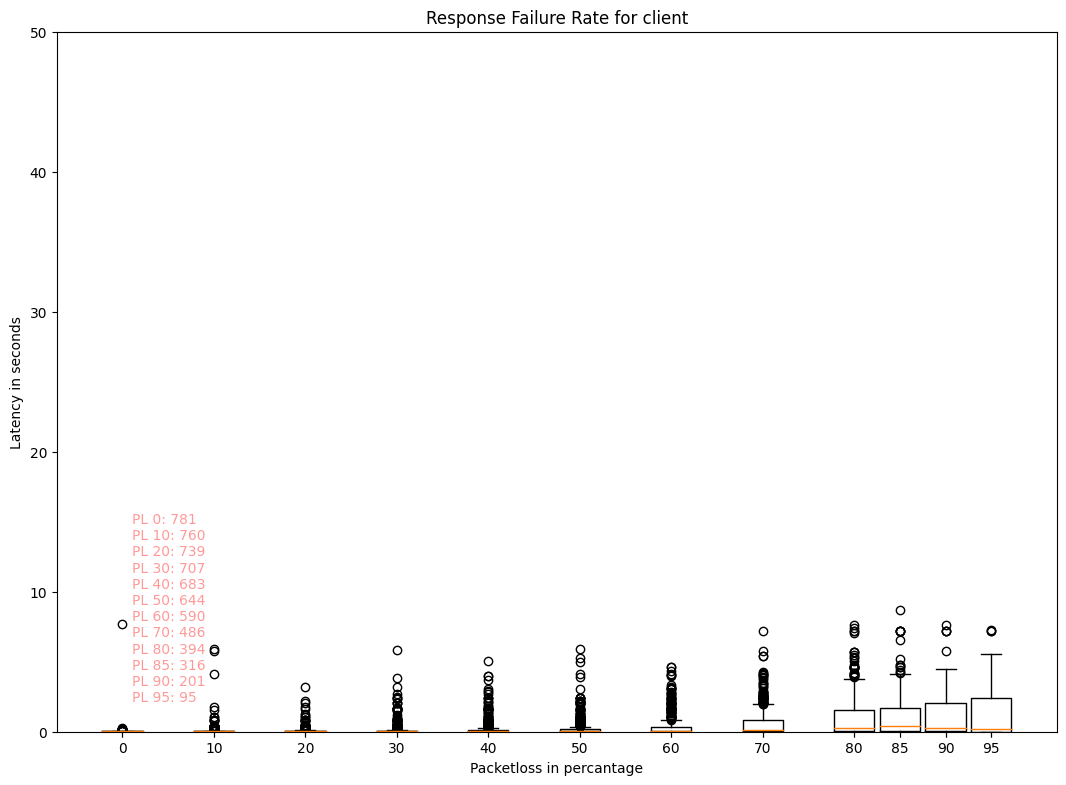 Response Failure Rate for client
50
40
30
20
10
0
Latency in seconds
PL 0: 781
PL 10: 760
PL 20: 739
PL 30: 707
PL 40: 683
PL 50: 644
PL 60: 590
PL 70: 486
PL 80: 394
PL 85: 316
PL 90: 201
PL 95: 95
0 10 20 30 40 50 60 70 80 85 90 95
Packetloss in percantage